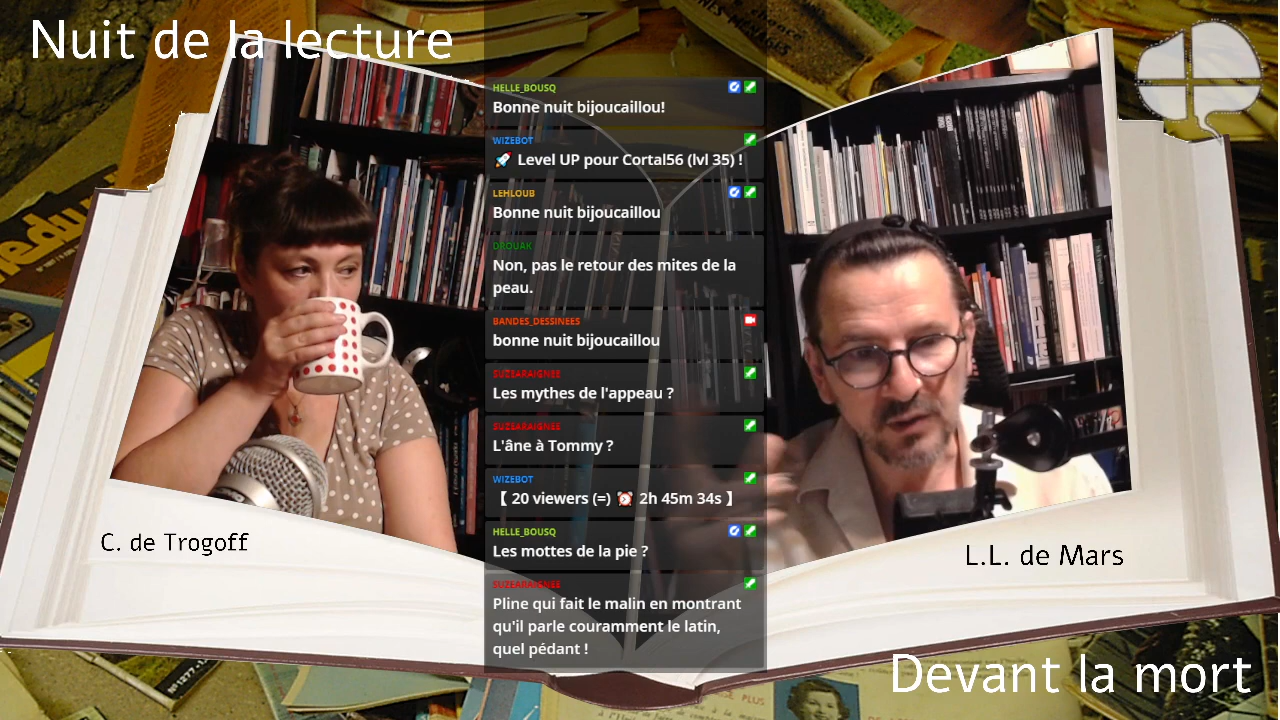 Nuit de la lecture
HELLE_BOUSQ
Bonne nuit bijoucaillou!
WIZEBOT
🚀 Level UP pour Cortal56 (lvl 35) !
LEHLOUB
Bonne nuit bijoucaillou
DROUAK
Non, pas le retour des mites de la
peau.
BANDES_DESSINEES
bonne nuit bijoucaillou
SUZEARAIGNEE
Les mythes de l'appeau ?
SUZEARAIGNEE
L'âne à Tommy ?
WIZEBOT
【 20 viewers (=) ⏰ 2h 45m 34s 】
HELLE_BOUSQ
Les mottes de la pie ?
SUZEARAIGNEE
Pline qui fait le malin en montrant
qu'il parle couramment le latin,
quel pédant !
C. de Trogoff
L.L. de Mars
Devant la mort